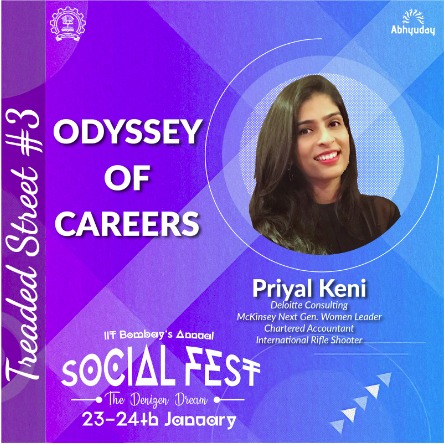 Abhyuday
Treaded Street #3
ODYSSEY
OF
CAREERS
Priyal Keni
Deloitte Consulting
McKinsey Next Gen. Women Leader
Chartered Accountant
International Rifle Shooter
IIT Bombay's Annual
SOCIAL FEST
The Denizen Dream
23-24th January